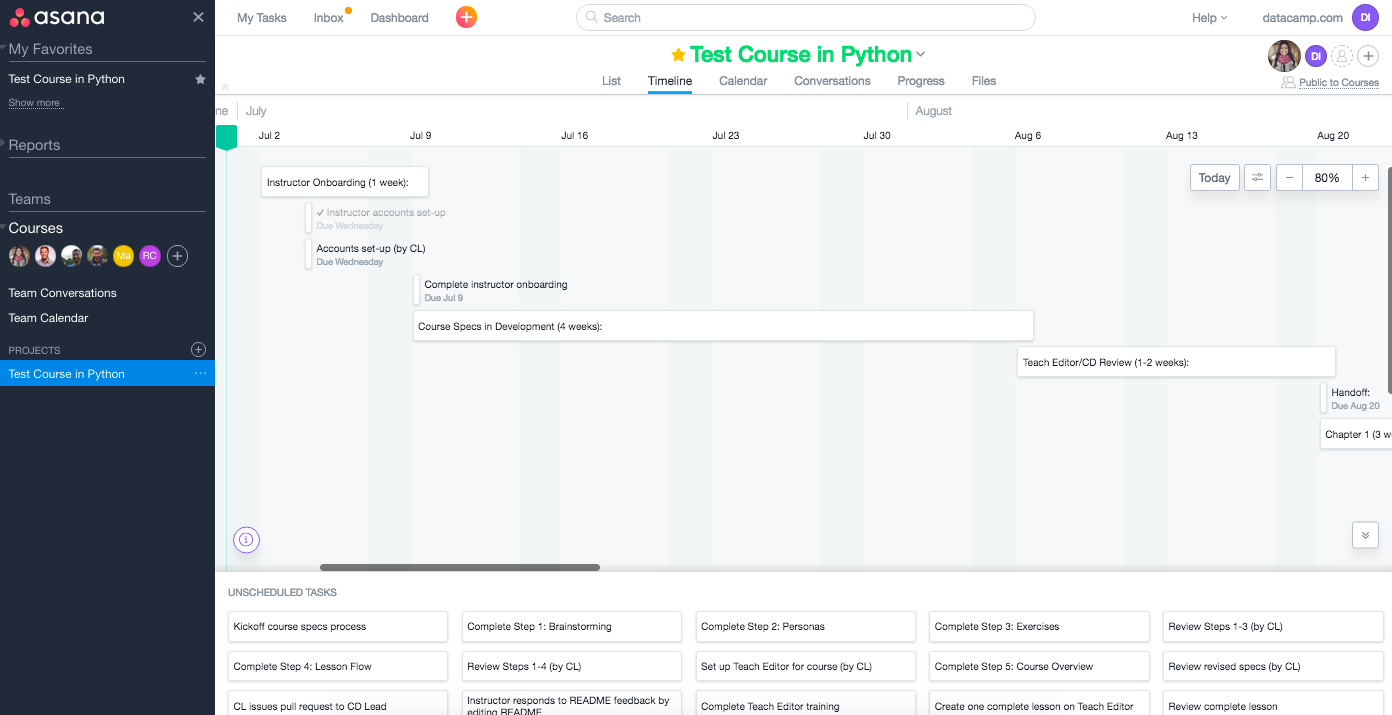 asana
My Favorites
Test Course in Python
Show more
Reports
Teams
Courses
Ma
RC
Team Conversations
Team Calendar
PROJECTS
Test Course in Python
My Tasks
Inbox
Dashboard
Search
Help
datacamp.com
DI
Test Course in Python
DI
List
Timeline
Calendar
Conversations
Progress
Files
Public to Courses
ne
July
August
Jul 2
Jul 9
Jul 16
Jul 23
Jul 30
Aug 6
Aug 13
Aug 20
Today
80%
Instructor Onboarding (1 week):
✓ Instructor accounts set-up
Due Wednesday
Accounts set-up (by CL)
Due Wednesday
Complete instructor onboarding
Due Jul 9
Course Specs in Development (4 weeks):
Teach Editor/CD Review (1-2 weeks):
Handoff:
Due Aug 20
Chapter 1 (3 w
UNSCHEDULED TASKS
Kickoff course specs process
Complete Step 1: Brainstorming
Complete Step 2: Personas
Complete Step 3: Exercises
Review Steps 1-3 (by CL)
Complete Step 4: Lesson Flow
Review Steps 1-4 (by CL)
Set up Teach Editor for course (by CL)
Complete Step 5: Course Overview
Review revised specs (by CL)
CL issues pull request to CD Lead
Instructor responds to README feedback by
editing README
Complete Teach Editor training
Create one complete lesson on Teach Editor
Review complete lesson